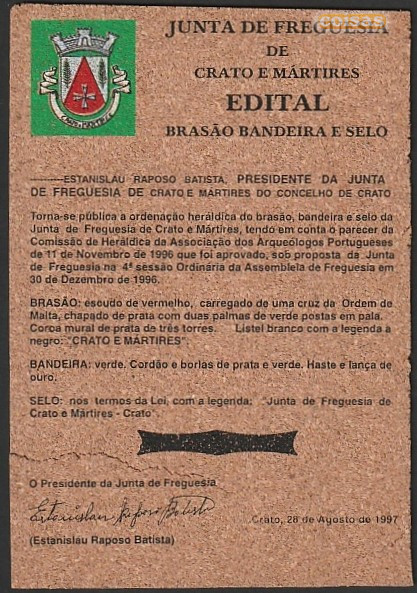 coisas
JUNTA DE FREGUESIA
DE
CRATO E MÁRTIRES
EDITAL
BRASÃO BANDEIRA E SELO
----------ESTANISLAU RAPOSO BATISTA, PRESIDENTE DA JUNTA
DE FREGUESIA DE CRATO E MÁRTIRES DO CONCELHO DE CRATO
Torna-se pública a ordenação heráldica do brasão, bandeira e selo da
Junta de Freguesia de Crato e Mártires, tendo em conta o parecer da
Comissão de Heráldica da Associação dos Arqueólogos Portugueses
de 11 de Novembro de 1996 que foi aprovado, sob proposta da Junta
de Freguesia na 4ª sessão Ordinária da Assembleia de Freguesia em
30 de Dezembro de 1996.
BRASÃO: escudo de vermelho, carregado de uma cruz da Ordem de
Malta, chapado de prata com duas palmas de verde postas em pala.
Coroa mural de prata de três torres. Listel branco com a legenda a
negro: "CRATO E MÁRTIRES".
BANDEIRA: verde. Cordão e borlas de prata e verde. Haste e lança de
ouro.
SELO: nos termos da Lei, com a legenda: "Junta de Freguesia de
Crato e Mártires - Crato".
O Presidente da Junta de Freguesia
Estanislau Raposo Batista
Crato, 28 de Agosto de 1997
(Estanislau Raposo Batista)